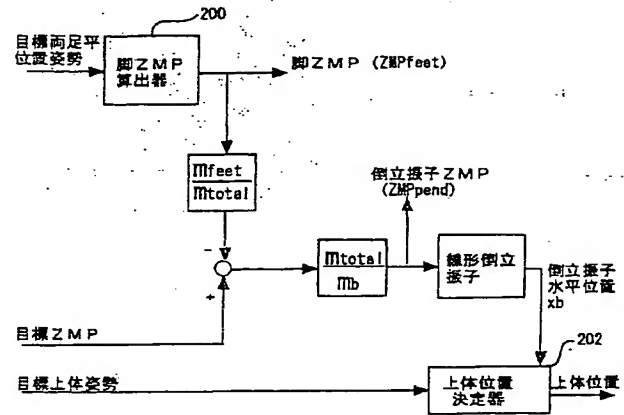 200
目標両足平
位置姿勢
脚ZMP
算出器
脚ZMP (ZMPfeet)
mfeet
mtotal
倒立振子ZMP
(ZMPpend)
-
+
mtotal
mb
線形倒立
振子
倒立振子
水平位置
xb
目標ZMP
202
目標上体姿勢
上体位置
決定器
上体位置